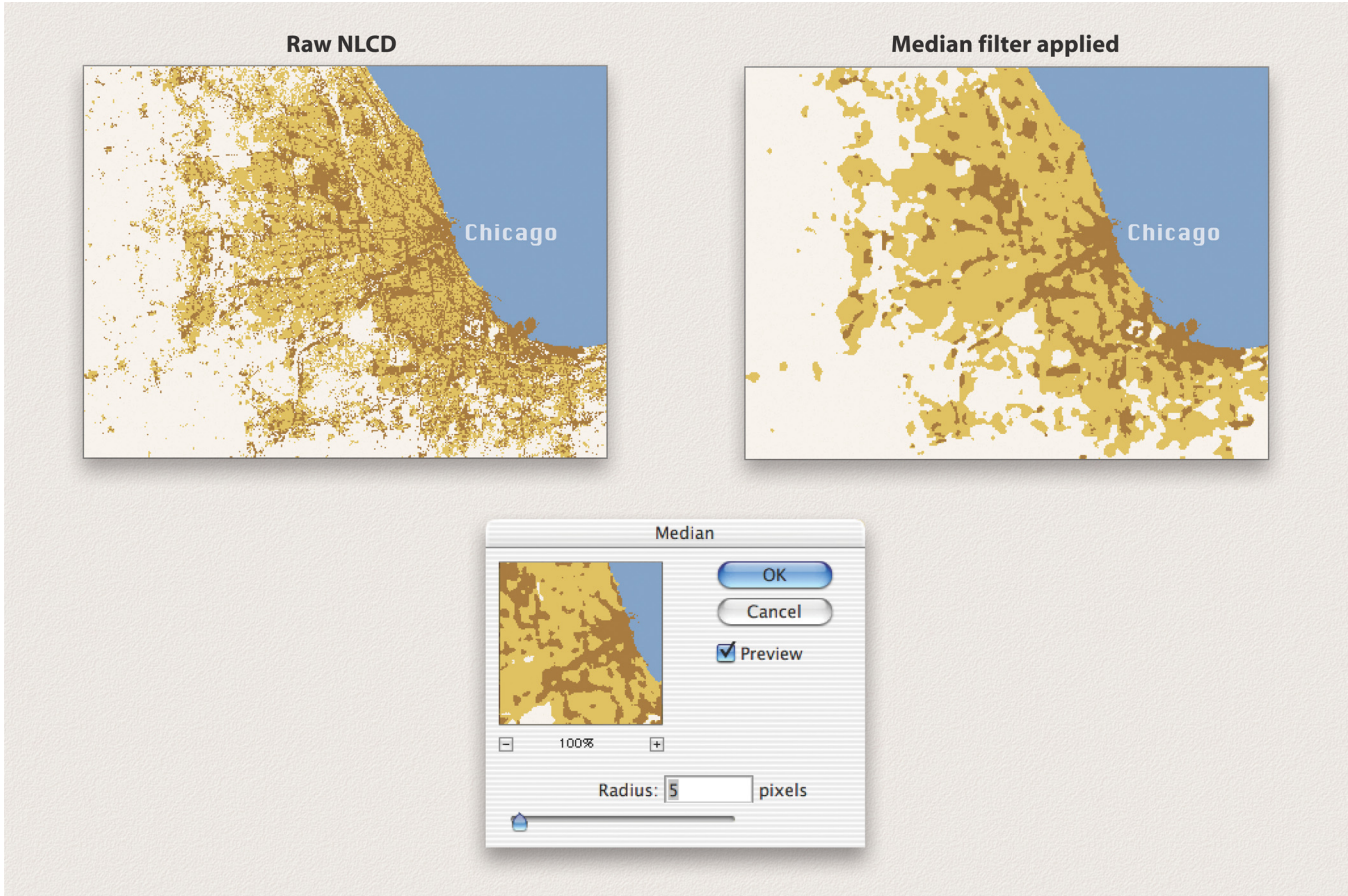 Raw NLCD
Median filter applied
Chicago
Chicago
Median
OK
Cancel
Preview
- 100% +
Radius: 5 pixels